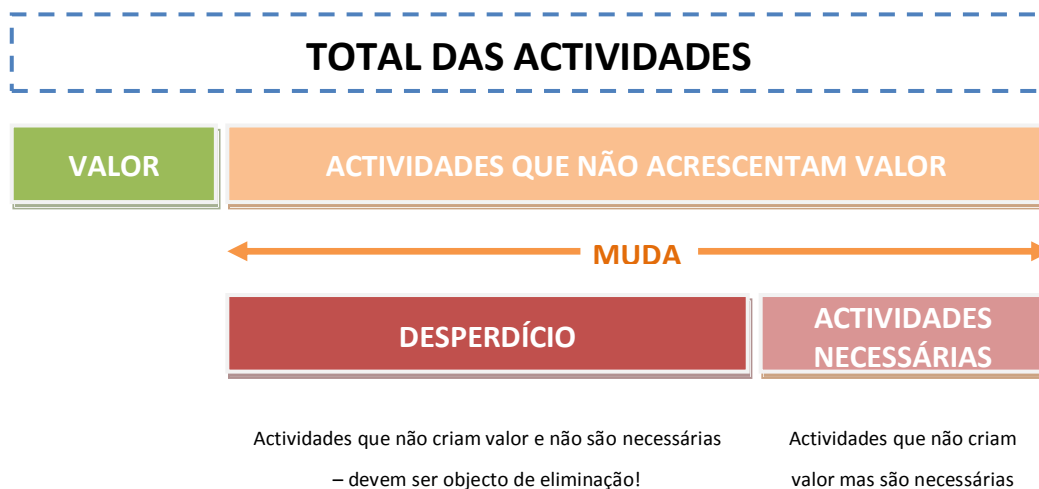 TOTAL DAS ACTIVIDADES
VALOR
ACTIVIDADES QUE NÃO ACRESCENTAM VALOR
MUDA
DESPERDÍCIO
ACTIVIDADES
NECESSÁRIAS
Actividades que não criam valor e não são necessárias
– devem ser objecto de eliminação!
Actividades que não criam
valor mas são necessárias